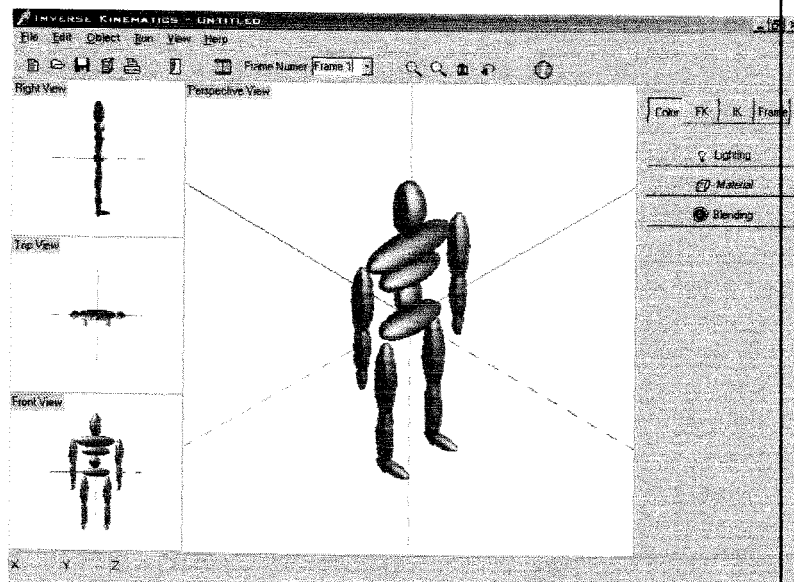 INVERSE KINEMATICS - UNTITLED
File Edit Object Run View Help
Frame Numer Frame 1
Right View
Perspective View
Color FK IK Frame
Lighting
Material
Blending
Top View
Front View
X Y Z